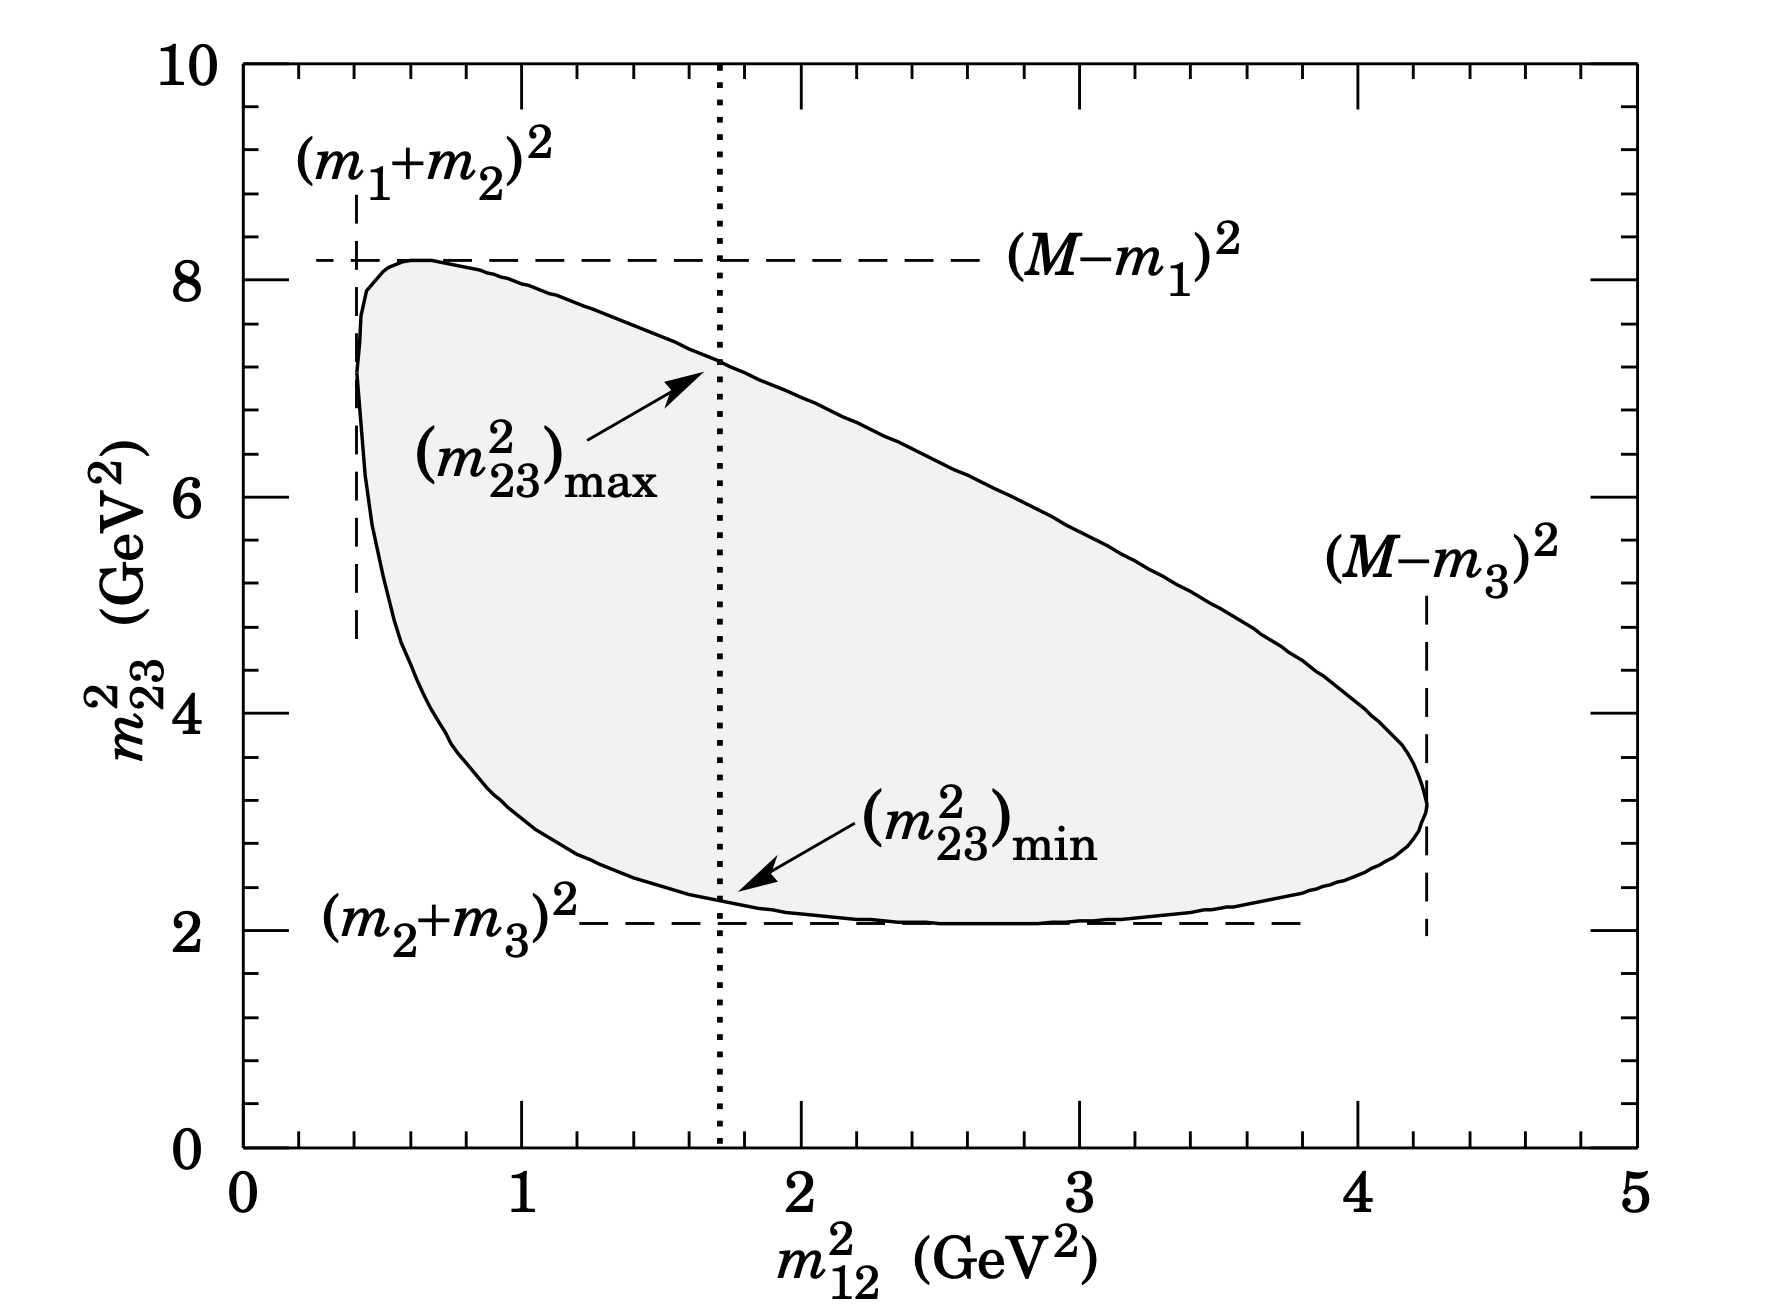 10
(m₁+m₂)²
(M−m₁)²
8
(m²₂₃)max
6
(M−m₃)²
m²₂₃ (GeV²)
4
(m²₂₃)min
(m₂+m₃)²
2
0
0 1 2 3 4 5
m²₁₂ (GeV²)